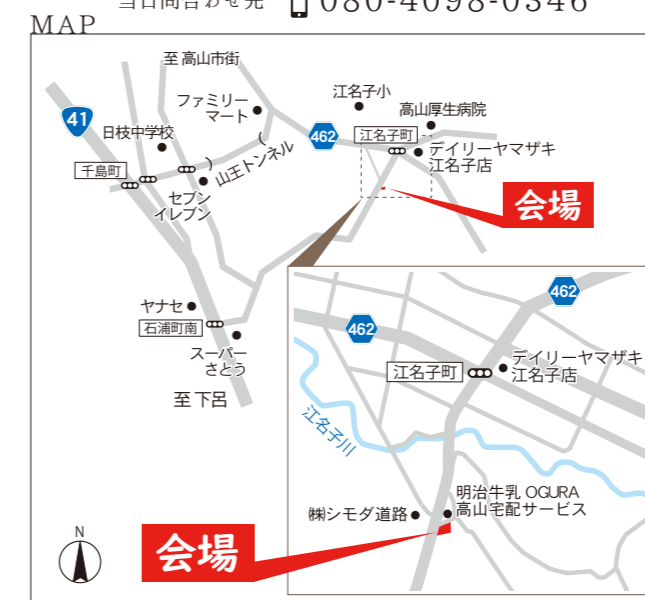 当日問合わせ先 080-4098-0346
MAP
至 高山市街
ファミリー
マート
江名子小
高山厚生病院
41
日枝中学校
462
江名子町
デイリーヤマザキ
江名子店
山王トンネル
千島町
セブン
イレブン
会場
ヤナセ
石浦町南
スーパー
さとう
至 下呂
462
462
デイリーヤマザキ
江名子店
江名子町
江名子川
明治牛乳 OGURA
高山宅配サービス
㈱シモダ道路
会場
N